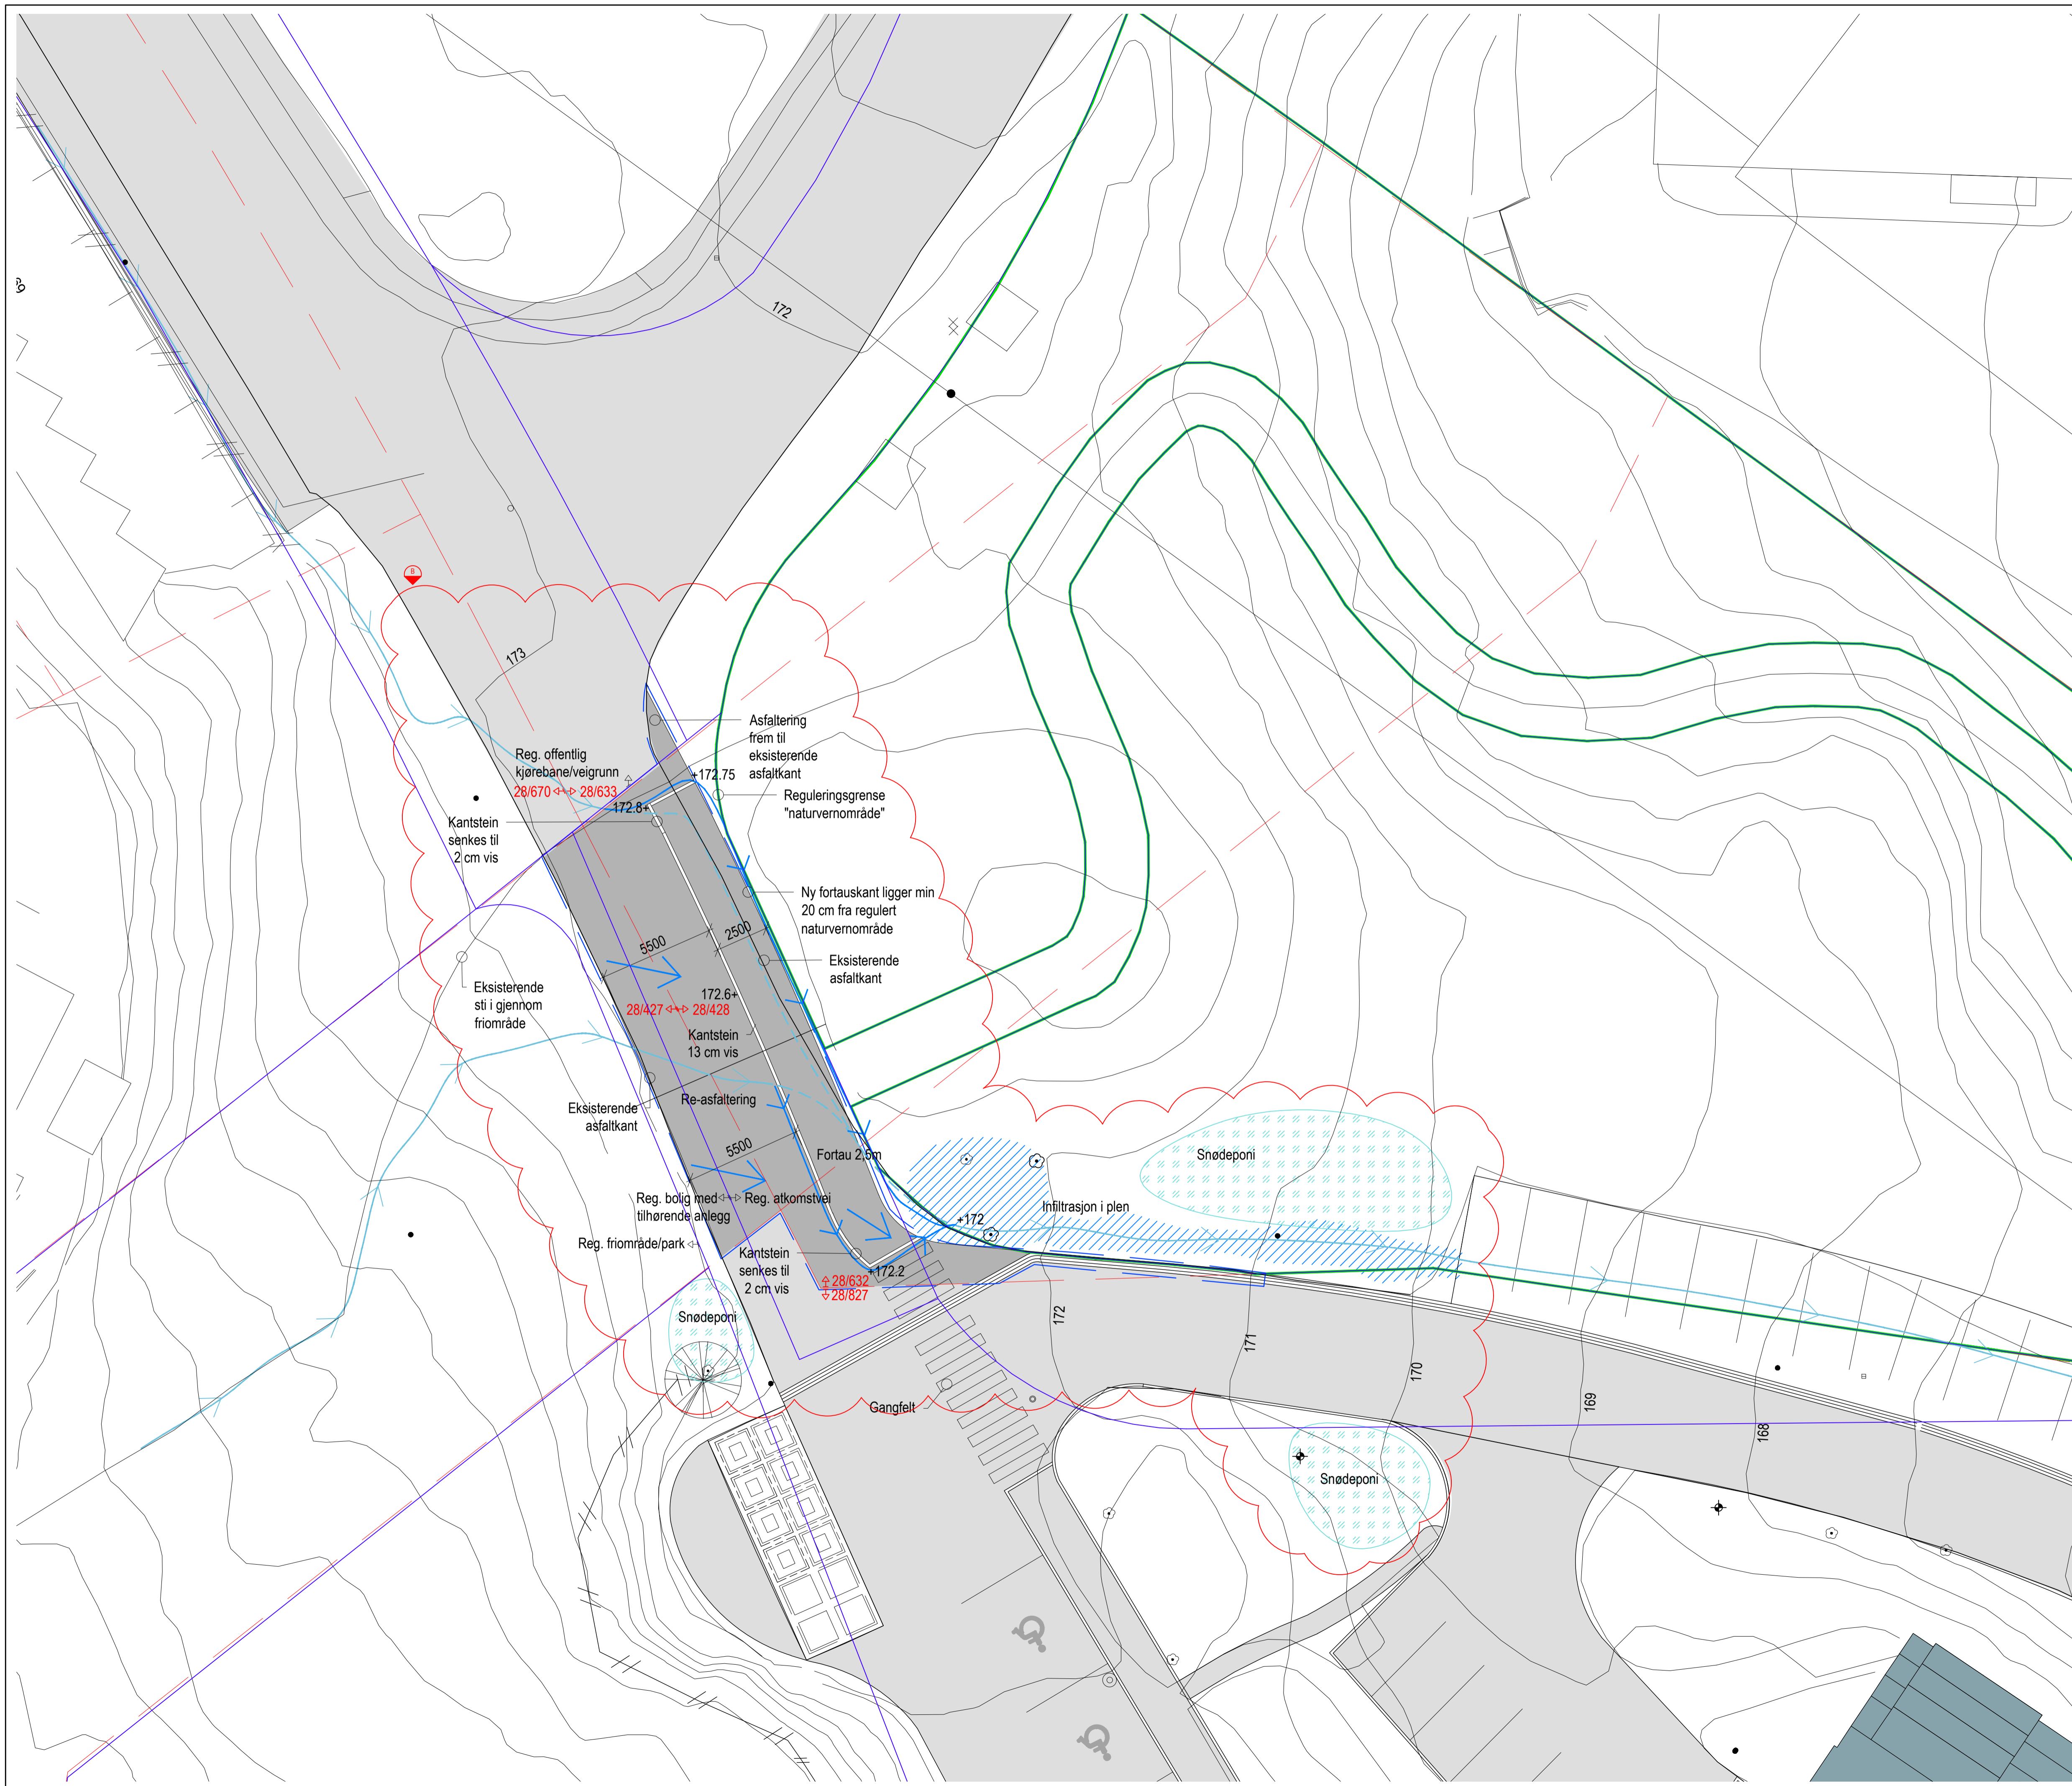 172
B
173
Asfaltering
frem til
eksisterende
asfaltkant
Reg. offentlig
kjørebane/veigrunn
28/670 28/633
+172.75
172.8+
Reguleringsgrense
"naturvernområde"
Kantstein
senkes til
2 cm vis
Ny fortauskant ligger min
20 cm fra regulert
naturvernområde
5500
2500
Eksisterende
asfaltkant
Eksisterende
sti i gjennom
friområde
172.6+
28/427 28/428
Kantstein
13 cm vis
Re-asfaltering
Eksisterende
asfaltkant
5500
Fortau 2,5m
Snødeponi
Reg. bolig med
tilhørende anlegg
Reg. atkomstvei
Infiltrasjon i plen
+172
Reg. friområde/park
Kantstein
senkes til
2 cm vis
+172.2
28/632
28/827
Snødeponi
172
171
170
169
168
Gangfelt
Snødeponi